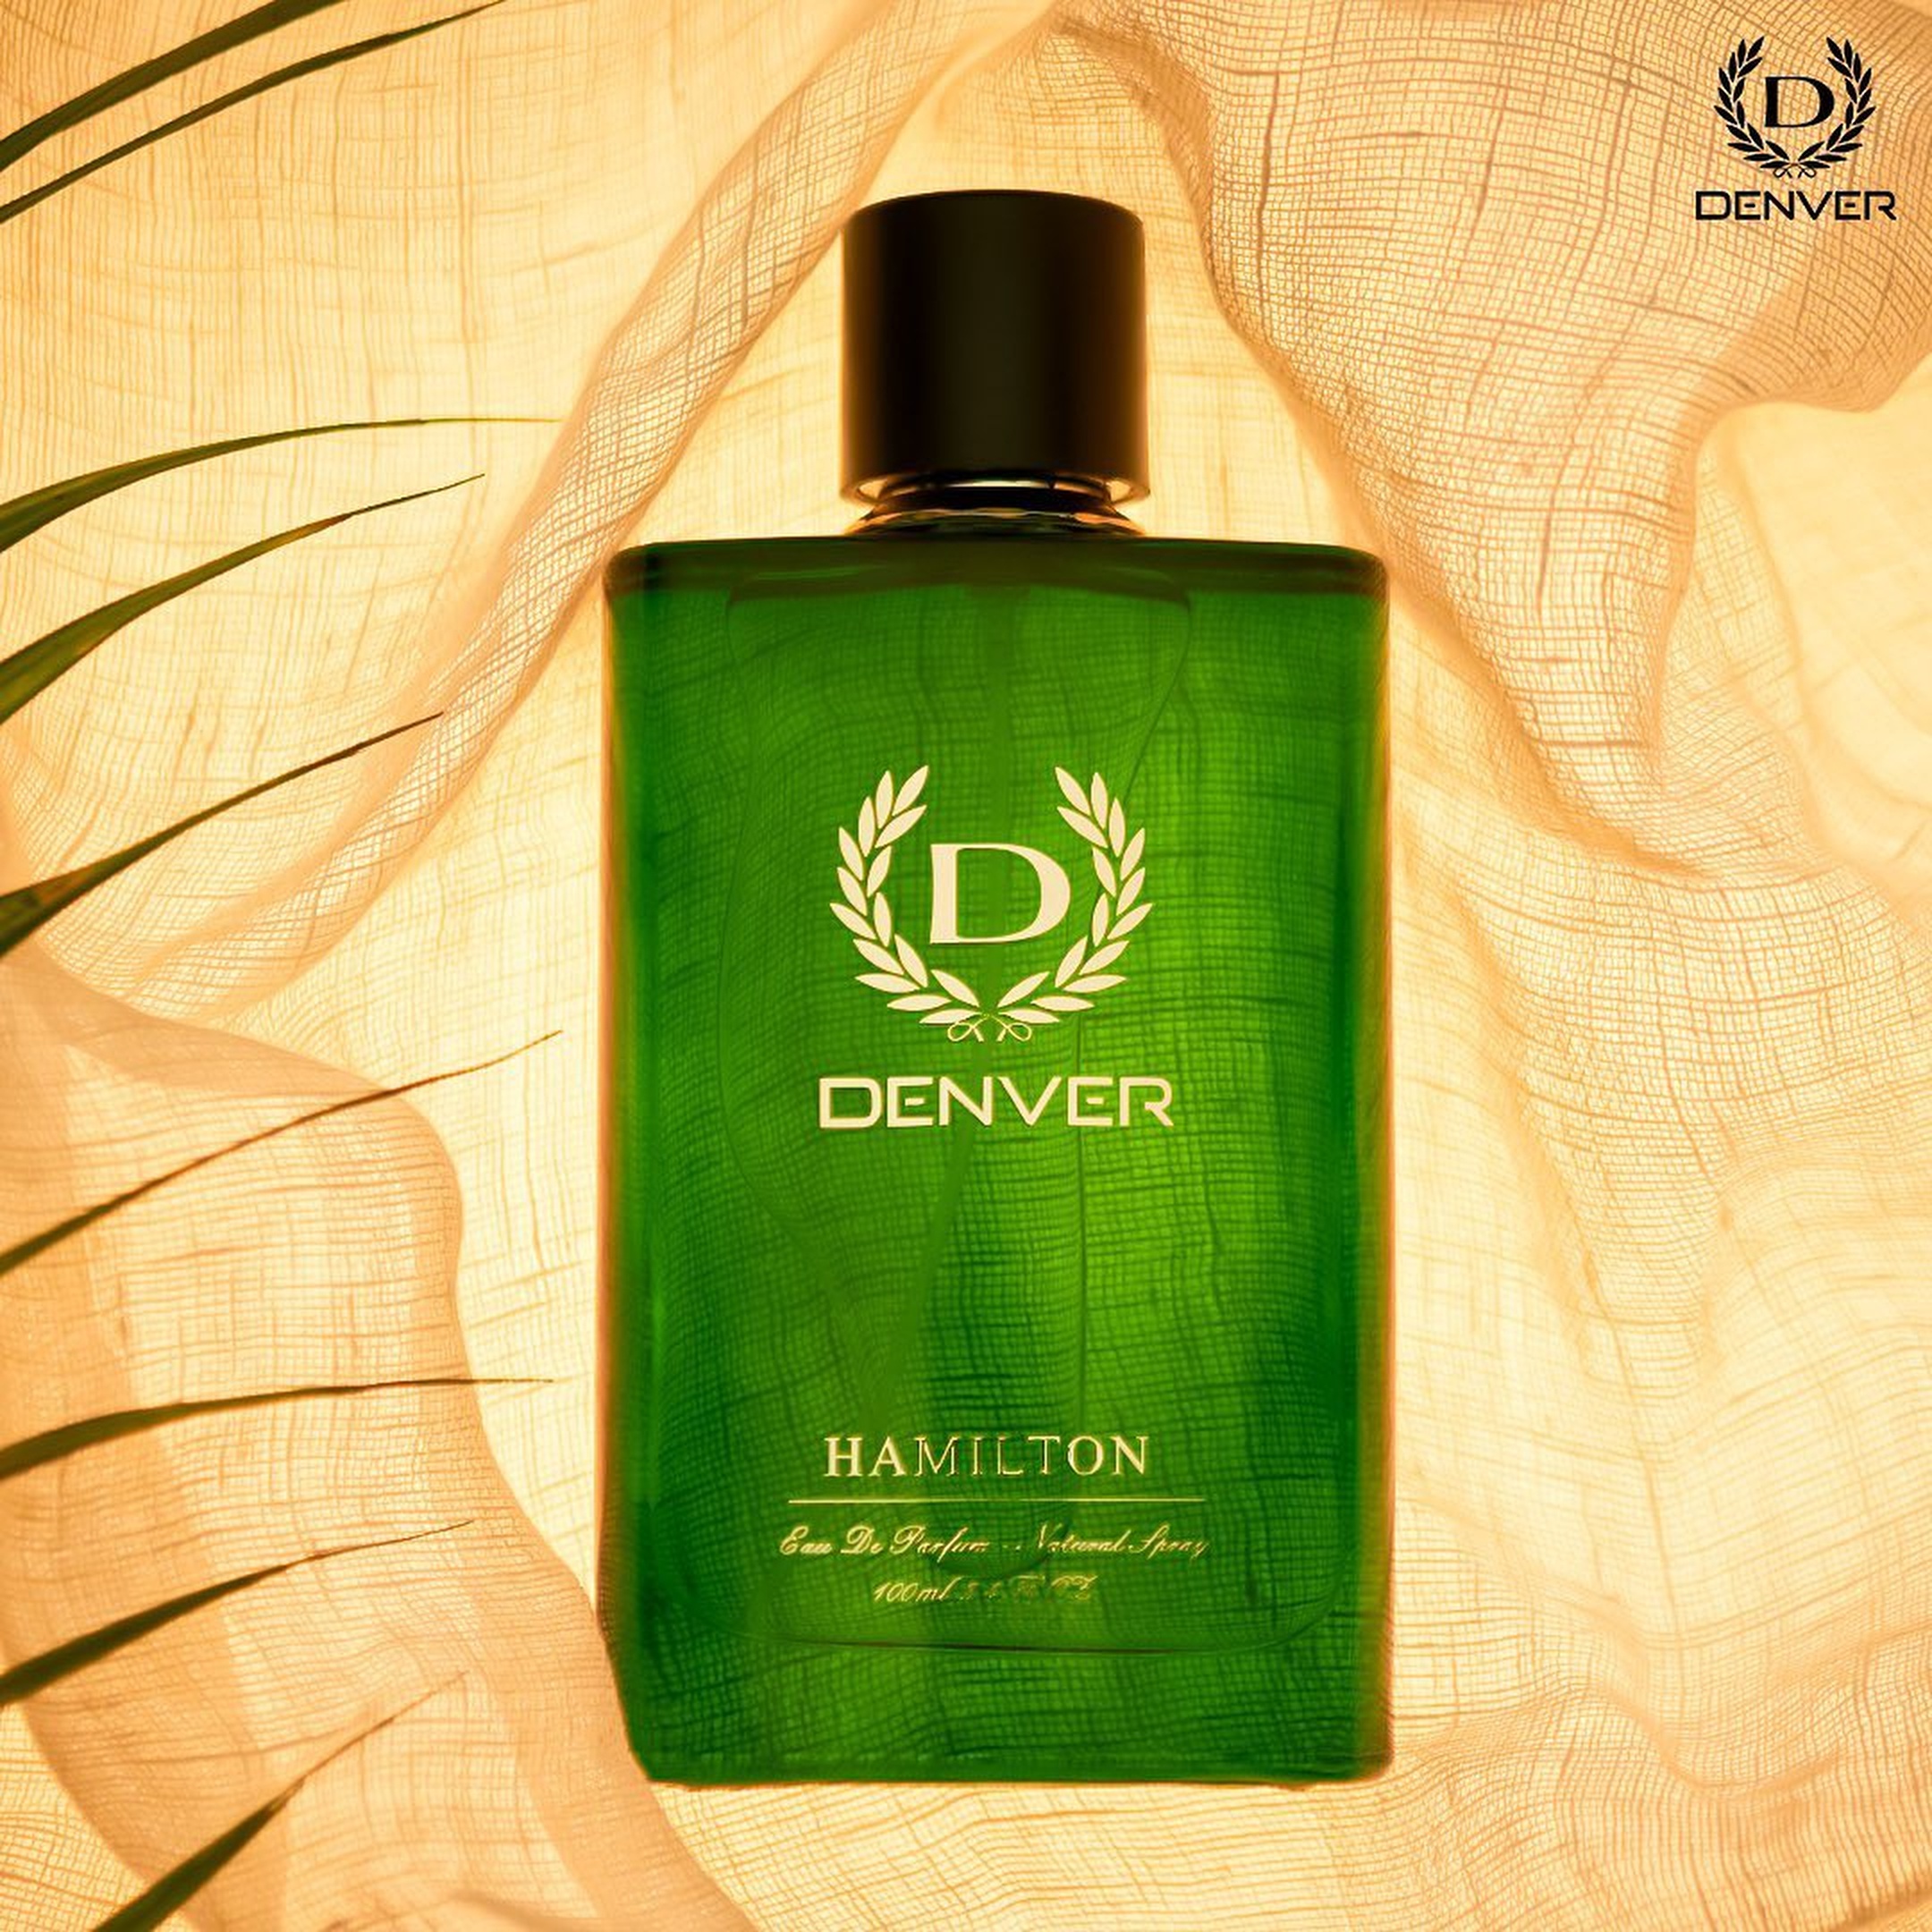 D
DENVER
D
DENVER
HAMILTON
Eau De Parfum - Natural Spray
100ml